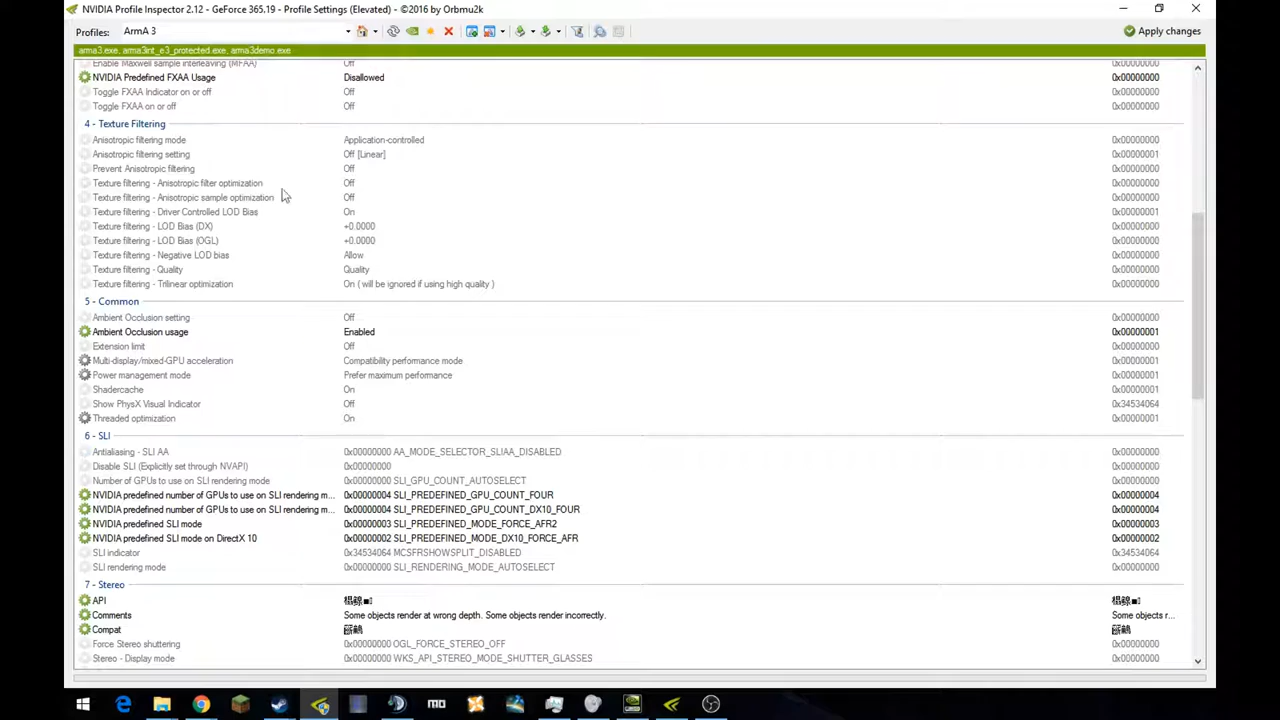 NVIDIA Profile Inspector 2.12 - GeForce 365.19 - Profile Settings (Elevated) - ©2016 by Orbmu2k
Profiles: ArmA 3 Apply changes
arma3.exe, arma3int_e3_protected.exe, arma3demo.exe
Enable Maxwell sample interleaving (MFAA) Off 0x00000000
NVIDIA Predefined FXAA Usage Disallowed 0x00000000
Toggle FXAA Indicator on or off Off 0x00000000
Toggle FXAA on or off Off 0x00000000
4 - Texture Filtering
Anisotropic filtering mode Application-controlled 0x00000000
Anisotropic filtering setting Off [Linear] 0x00000001
Prevent Anisotropic filtering Off 0x00000000
Texture filtering - Anisotropic filter optimization Off 0x00000000
Texture filtering - Anisotropic sample optimization Off 0x00000000
Texture filtering - Driver Controlled LOD Bias On 0x00000001
Texture filtering - LOD Bias (DX) +0.0000 0x00000000
Texture filtering - LOD Bias (OGL) +0.0000 0x00000000
Texture filtering - Negative LOD bias Allow 0x00000000
Texture filtering - Quality Quality 0x00000000
Texture filtering - Trilinear optimization On ( will be ignored if using high quality ) 0x00000000
5 - Common
Ambient Occlusion setting Off 0x00000000
Ambient Occlusion usage Enabled 0x00000001
Extension limit Off 0x00000000
Multi-display/mixed-GPU acceleration Compatibility performance mode 0x00000001
Power management mode Prefer maximum performance 0x00000001
Shadercache On 0x00000001
Show PhysX Visual Indicator Off 0x34534064
Threaded optimization On 0x00000001
6 - SLI
Antialiasing - SLI AA 0x00000000 AA_MODE_SELECTOR_SLIAA_DISABLED 0x00000000
Disable SLI (Explicitly set through NVAPI) 0x00000000 0x00000000
Number of GPUs to use on SLI rendering mode 0x00000000 SLI_GPU_COUNT_AUTOSELECT 0x00000000
NVIDIA predefined number of GPUs to use on SLI rendering m... 0x00000004 SLI_PREDEFINED_GPU_COUNT_FOUR 0x00000004
NVIDIA predefined number of GPUs to use on SLI rendering m... 0x00000004 SLI_PREDEFINED_GPU_COUNT_DX10_FOUR 0x00000004
NVIDIA predefined SLI mode 0x00000003 SLI_PREDEFINED_MODE_FORCE_AFR2 0x00000003
NVIDIA predefined SLI mode on DirectX 10 0x00000002 SLI_PREDEFINED_MODE_DX10_FORCE_AFR 0x00000002
SLI indicator 0x34534064 MCSFRSHOWSPLIT_DISABLED 0x34534064
SLI rendering mode 0x00000000 SLI_RENDERING_MODE_AUTOSELECT 0x00000000
7 - Stereo
API
Comments Some objects render at wrong depth. Some objects render incorrectly. Some objects r...
Compat
Force Stereo shuttering 0x00000000 OGL_FORCE_STEREO_OFF 0x00000000
Stereo - Display mode 0x00000000 WKS_API_STEREO_MODE_SHUTTER_GLASSES 0x00000000